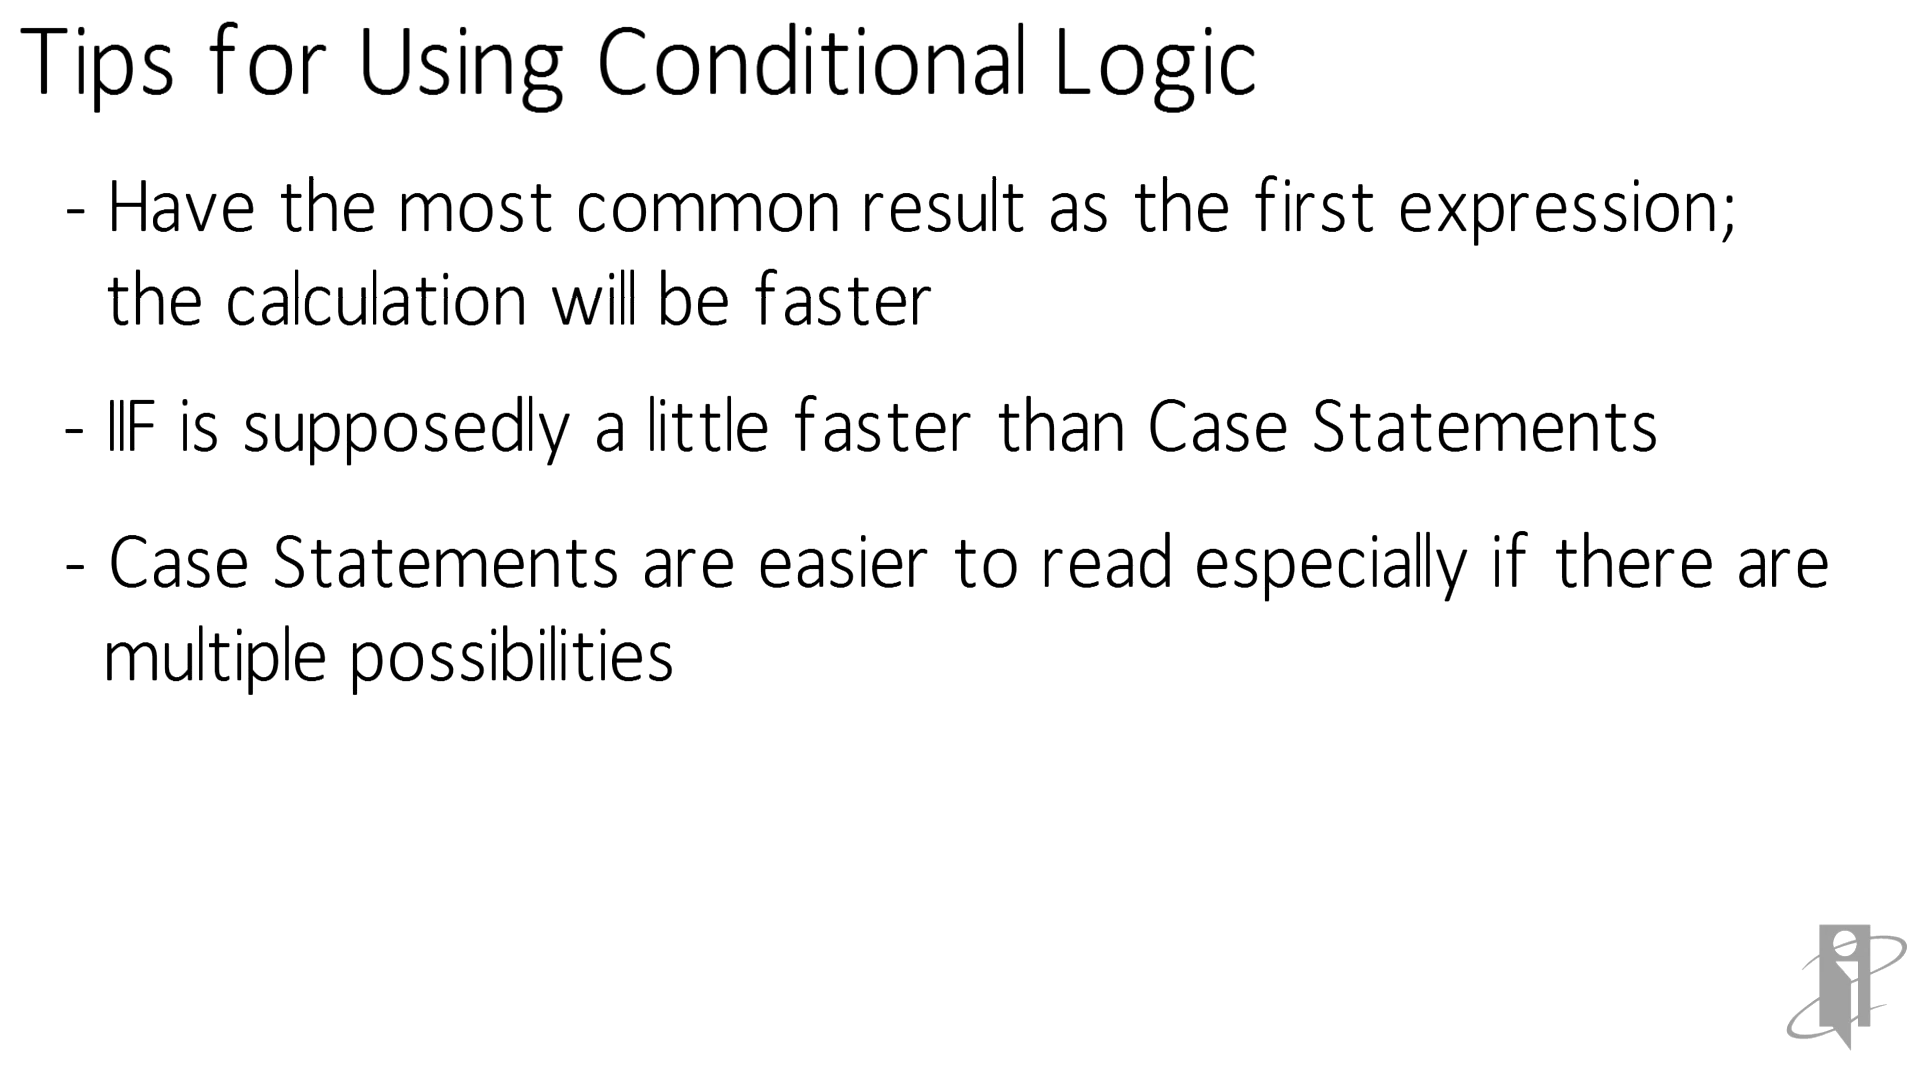 Tips for Using Conditional Logic
- Have the most common result as the first expression;
the calculation will be faster
- IIF is supposedly a little faster than Case Statements
- Case Statements are easier to read especially if there are
multiple possibilities